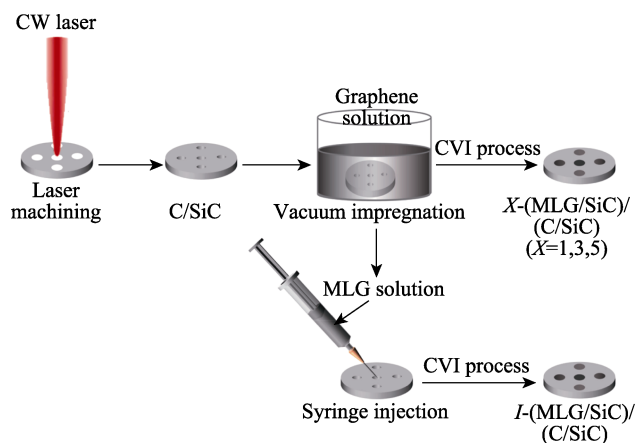 CW laser
Graphene
solution
CVI process
Laser
machining
C/SiC
Vacuum impregnation
X-(MLG/SiC)/
(C/SiC)
(X=1,3,5)
MLG solution
CVI process
Syringe injection
I-(MLG/SiC)/
(C/SiC)